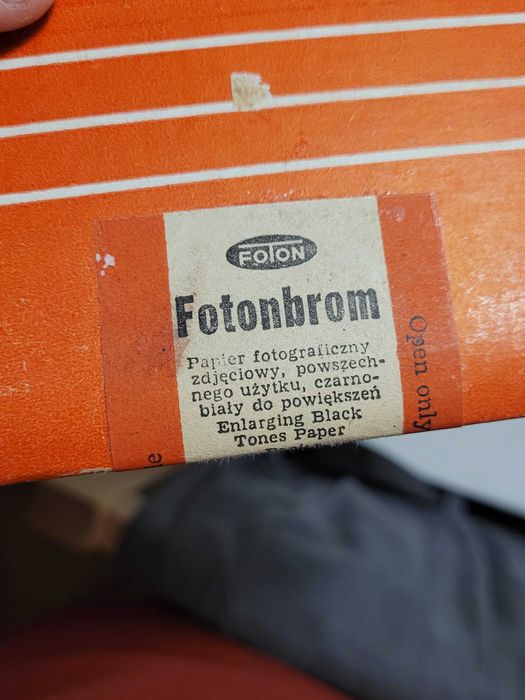 FOTON
Fotonbrom
Papier fotograficzny
zdjęciowy, powszech-
nego użytku, czarno-
biały do powiększeń
Enlarging Black
Tones Paper
Open only